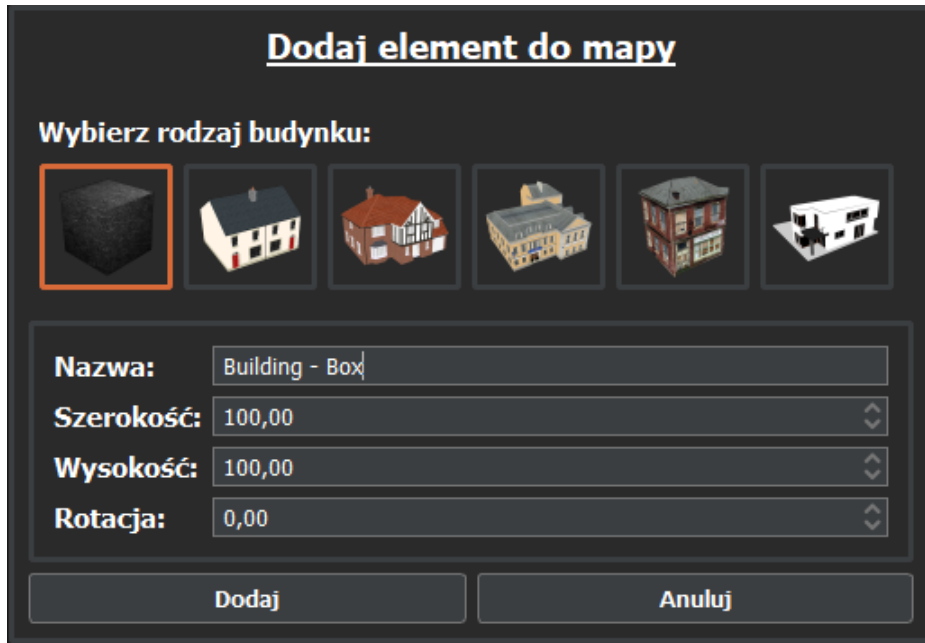 Dodaj element do mapy
Wybierz rodzaj budynku:
Nazwa: Building - Box
Szerokość: 100,00
Wysokość: 100,00
Rotacja: 0,00
Dodaj Anuluj